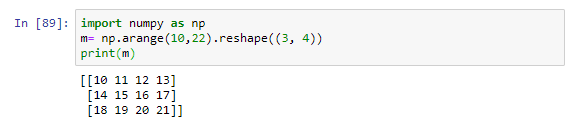 In [89]: import numpy as np
m= np.arange(10,22).reshape((3, 4))
print(m)
[[10 11 12 13]
[14 15 16 17]
[18 19 20 21]]